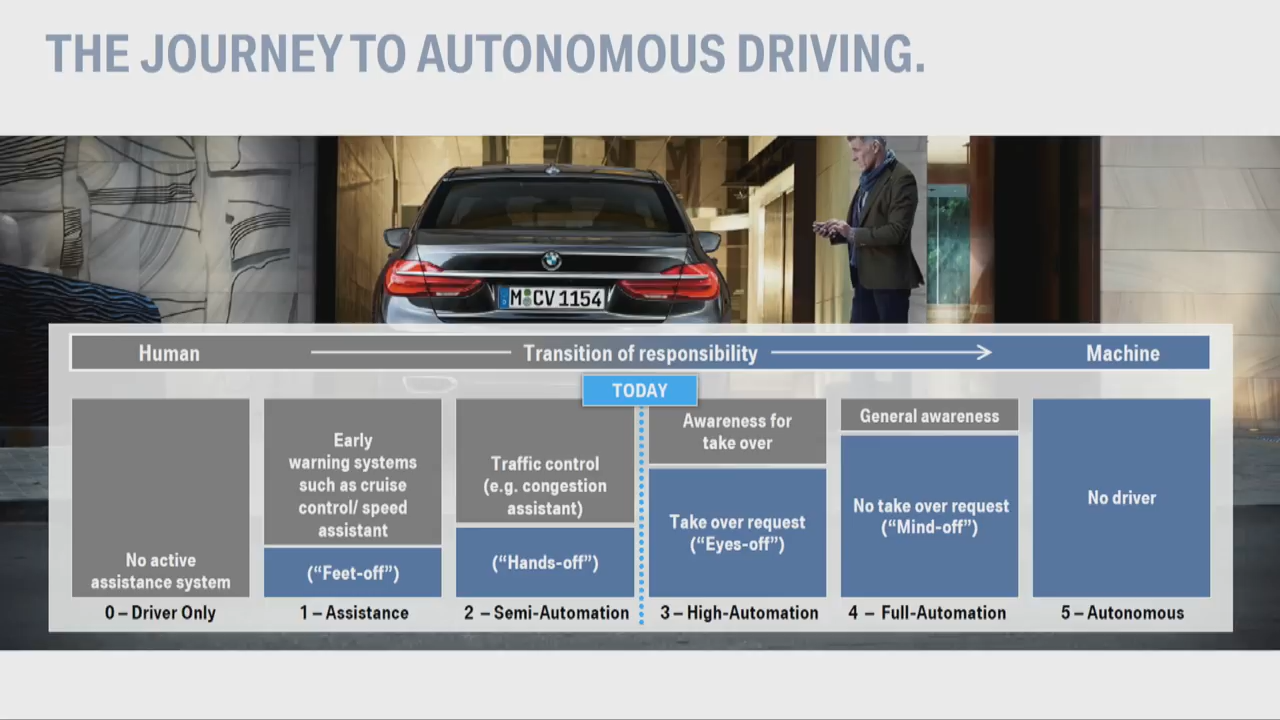 THE JOURNEY TO AUTONOMOUS DRIVING.
M CV 1154
Human
Transition of responsibility
Machine
TODAY
No active
assistance system
0 – Driver Only
Early
warning systems
such as cruise
control/ speed
assistant
(“Feet-off”)
1 – Assistance
Traffic control
(e.g. congestion
assistant)
(“Hands-off”)
2 – Semi-Automation
Awareness for
take over
Take over request
(“Eyes-off”)
3 – High-Automation
General awareness
No take over request
(“Mind-off”)
4 – Full-Automation
No driver
5 – Autonomous